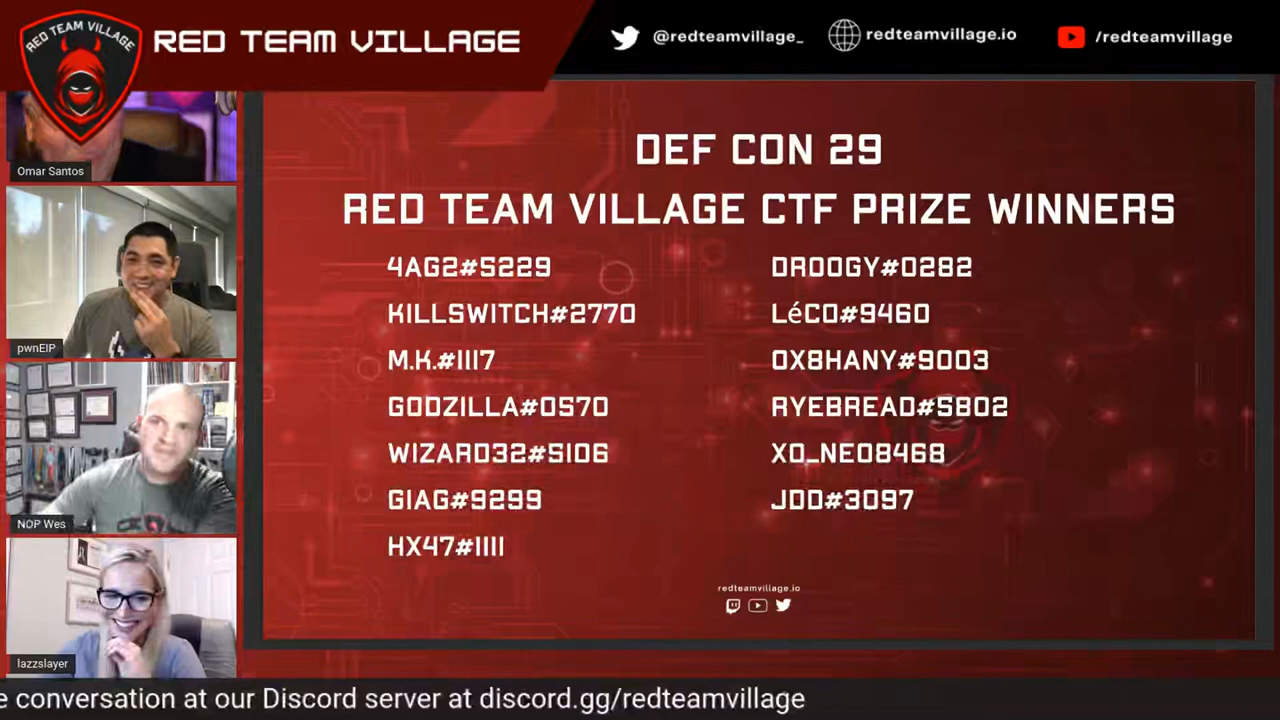 RED TEAM VILLAGE
RED TEAM VILLAGE
@redteamvillage_
redteamvillage.io
/redteamvillage
Omar Santos
pwnEIP
NOP Wes
lazzslayer
DEF CON 29
RED TEAM VILLAGE CTF PRIZE WINNERS
4AG2#5229
KILLSWITCH#2770
M.K.#1117
GODZILLA#0570
WIZARD32#5106
GIAG#9299
HX47#1111
DROOGY#0282
LéCO#9460
0X8HANY#9003
RYEBREAD#5802
XO_NEO8468
JDD#3097
redteamvillage.io
e conversation at our Discord server at discord.gg/redteamvillage